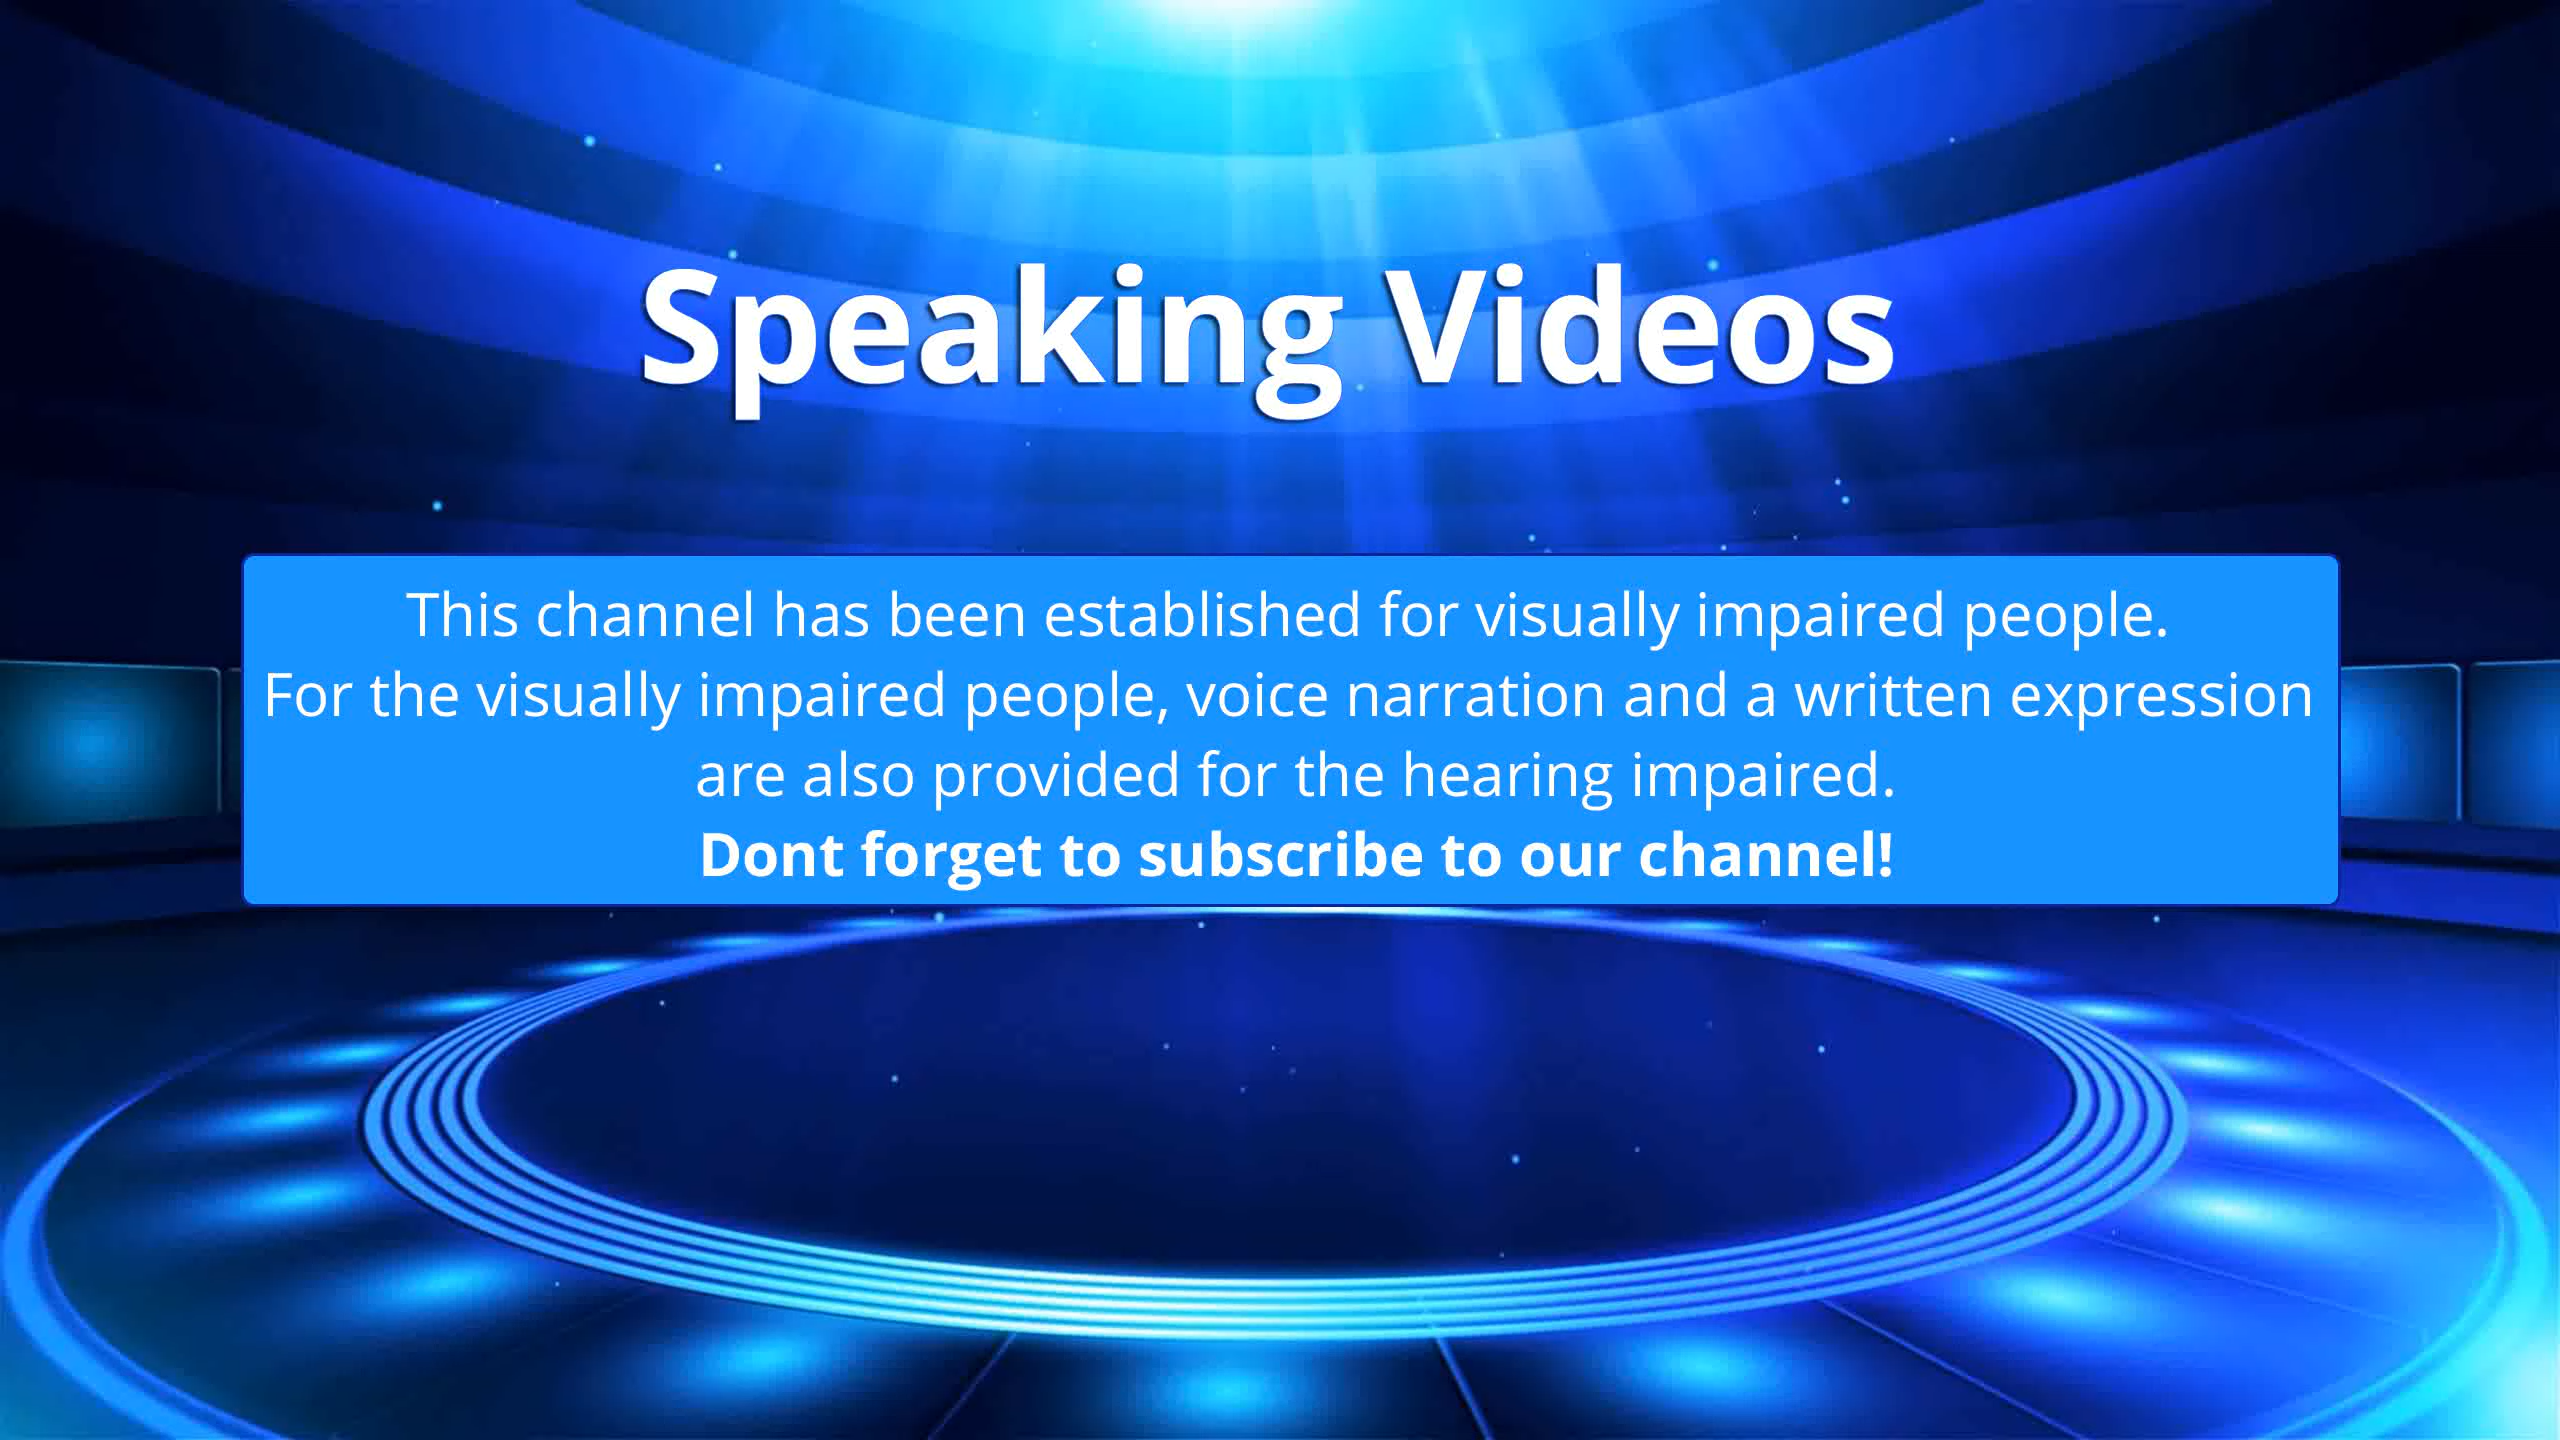 Speaking Videos
This channel has been established for visually impaired people.
For the visually impaired people, voice narration and a written expression
are also provided for the hearing impaired.
Dont forget to subscribe to our channel!